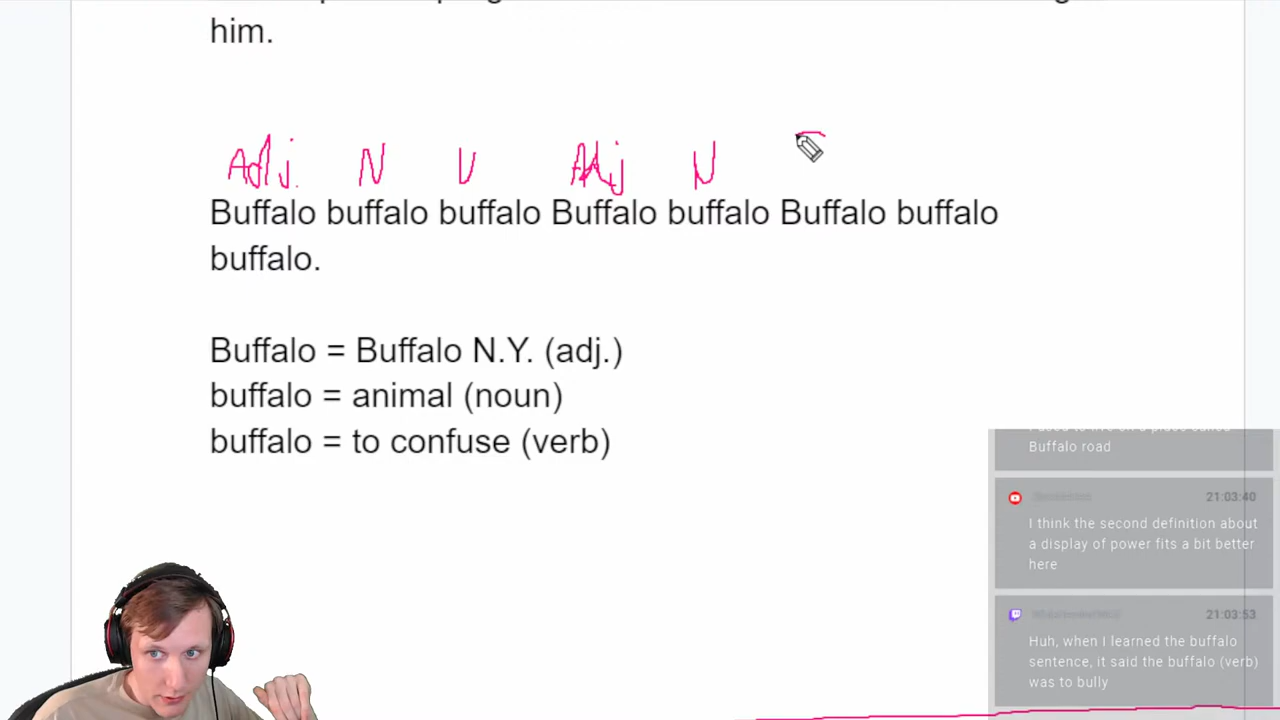 him.
Adj. N V Adj N
Buffalo buffalo buffalo Buffalo buffalo Buffalo buffalo
buffalo.
Buffalo = Buffalo N.Y. (adj.)
buffalo = animal (noun)
buffalo = to confuse (verb)
Buffalo road
21:03:40
I think the second definition about
a display of power fits a bit better
here
21:03:53
Huh, when I learned the buffalo
sentence, it said the buffalo (verb)
was to bully